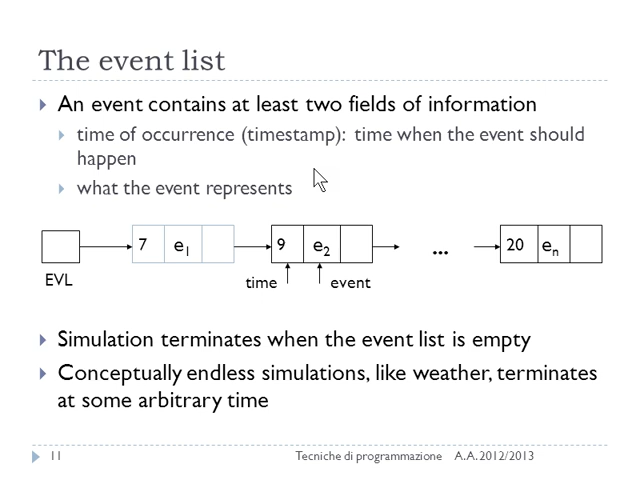 The event list
An event contains at least two fields of information
time of occurrence (timestamp): time when the event should
happen
what the event represents
7 e1 9 e2 ... 20 en
EVL time event
Simulation terminates when the event list is empty
Conceptually endless simulations, like weather, terminates
at some arbitrary time
11 Tecniche di programmazione A.A. 2012/2013